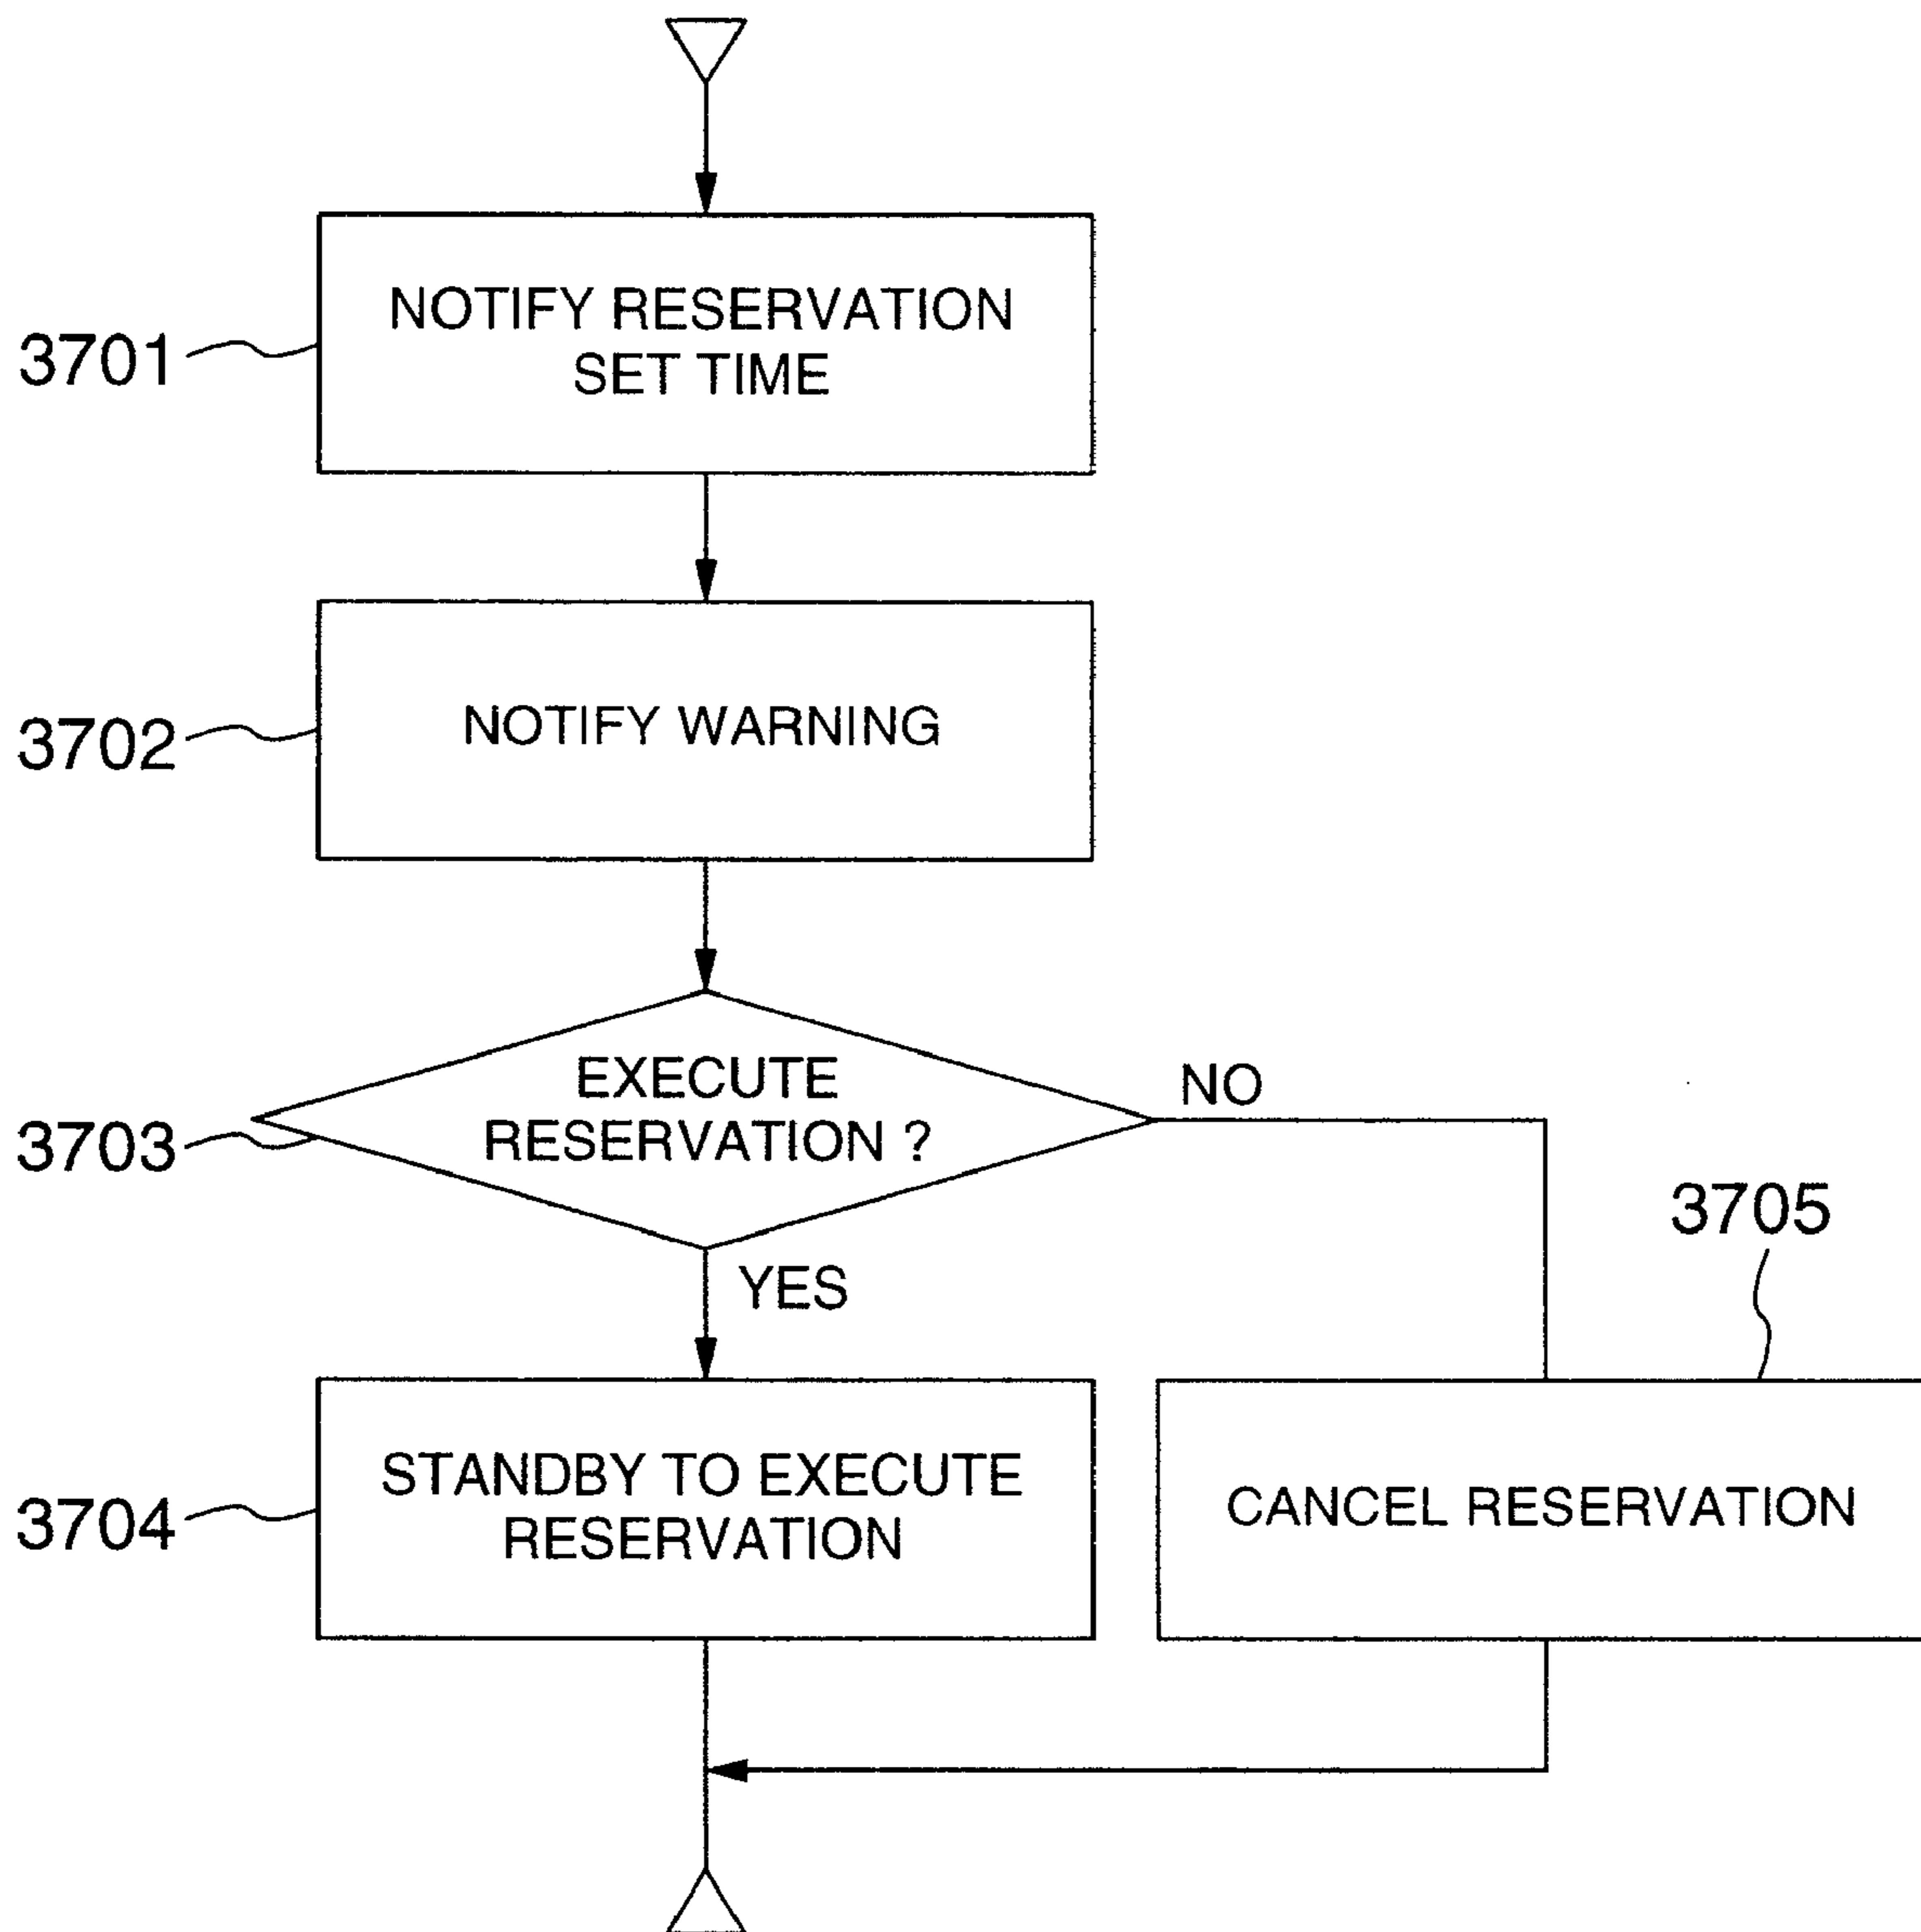 3701
NOTIFY RESERVATION
SET TIME
3702
NOTIFY WARNING
3703
EXECUTE
RESERVATION ?
NO
YES
3705
3704
STANDBY TO EXECUTE
RESERVATION
CANCEL RESERVATION